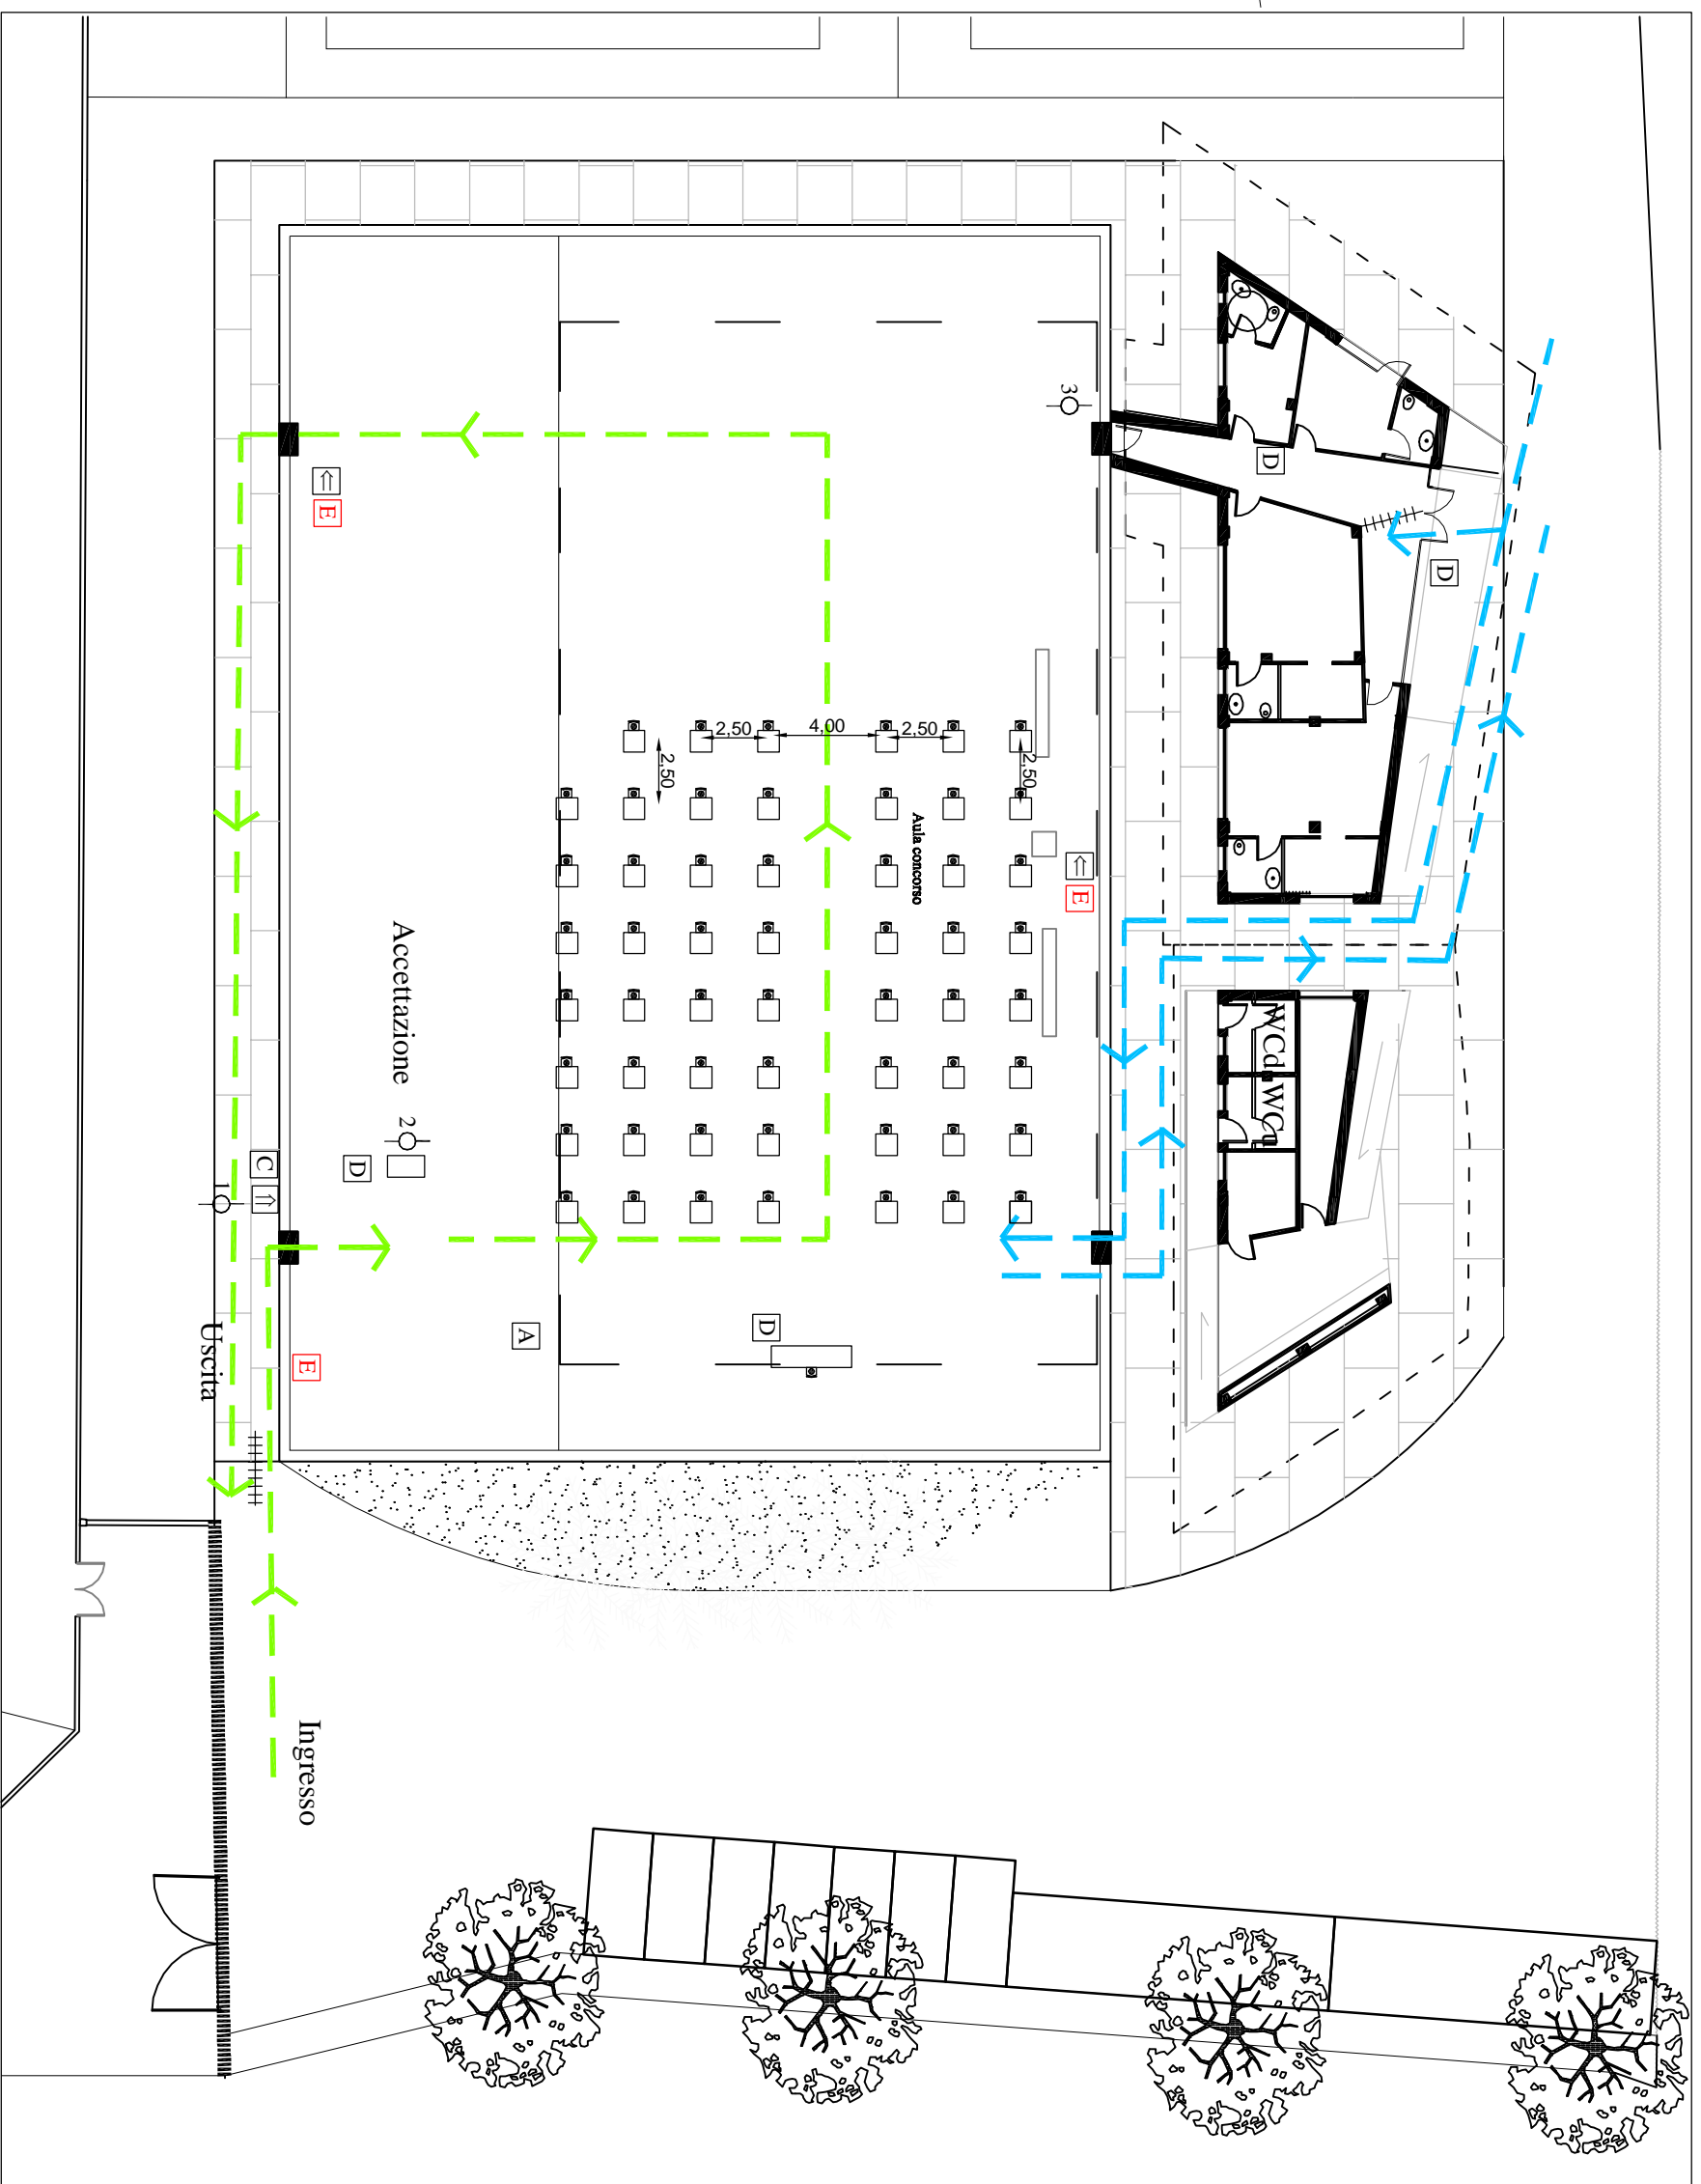 3
D
D
E
2,50
4,00
2,50
2,50
2,50
Aula concorso
E
Accettazione
WCd
WCu
2
D
C
1
A
D
E
Uscita
Ingresso